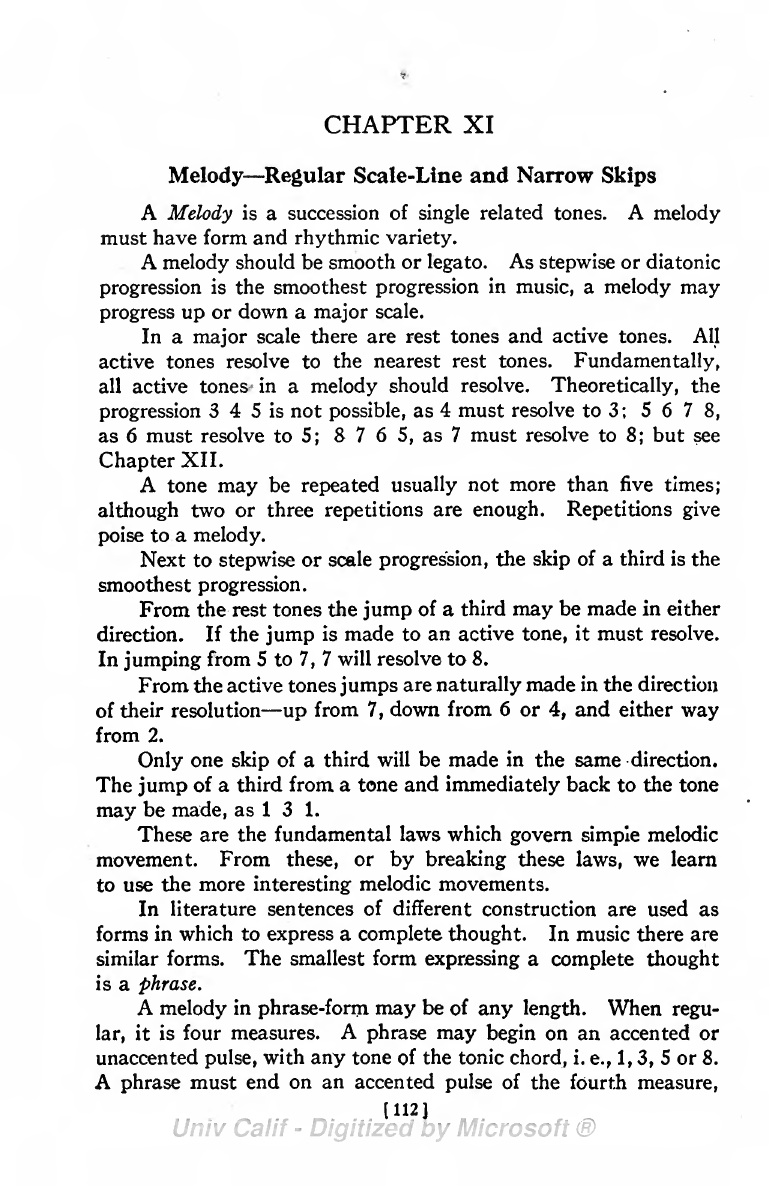 CHAPTER XI
Melody—Regular Scale-Line and Narrow Skips
A Melody is a succession of single related tones. A melody
must have form and rhythmic variety.
A melody should be smooth or legato. As stepwise or diatonic
progression is the smoothest progression in music, a melody may
progress up or down a major scale.
In a major scale there are rest tones and active tones. All
active tones resolve to the nearest rest tones. Fundamentally,
all active tones in a melody should resolve. Theoretically, the
progression 3 4 5 is not possible, as 4 must resolve to 3; 5 6 7 8,
as 6 must resolve to 5; 8 7 6 5, as 7 must resolve to 8; but see
Chapter XII.
A tone may be repeated usually not more than five times;
although two or three repetitions are enough. Repetitions give
poise to a melody.
Next to stepwise or scale progression, the skip of a third is the
smoothest progression.
From the rest tones the jump of a third may be made in either
direction. If the jump is made to an active tone, it must resolve.
In jumping from 5 to 7, 7 will resolve to 8.
From the active tones jumps are naturally made in the direction
of their resolution—up from 7, down from 6 or 4, and either way
from 2.
Only one skip of a third will be made in the same direction.
The jump of a third from a tone and immediately back to the tone
may be made, as 1 3 1.
These are the fundamental laws which govern simple melodic
movement. From these, or by breaking these laws, we learn
to use the more interesting melodic movements.
In literature sentences of different construction are used as
forms in which to express a complete thought. In music there are
similar forms. The smallest form expressing a complete thought
is a phrase.
A melody in phrase-form may be of any length. When regu-
lar, it is four measures. A phrase may begin on an accented or
unaccented pulse, with any tone of the tonic chord, i. e., 1, 3, 5 or 8.
A phrase must end on an accented pulse of the fourth measure,
[112]
Univ Calif - Digitized by Microsoft ®